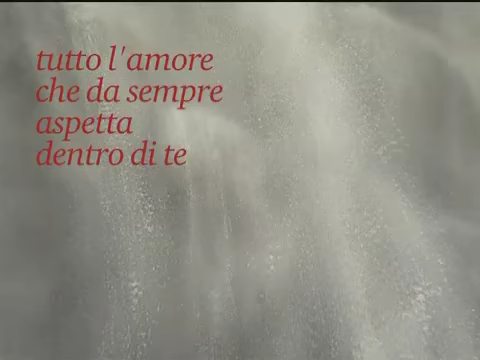 tutto l'amore
che da sempre
aspetta
dentro di te